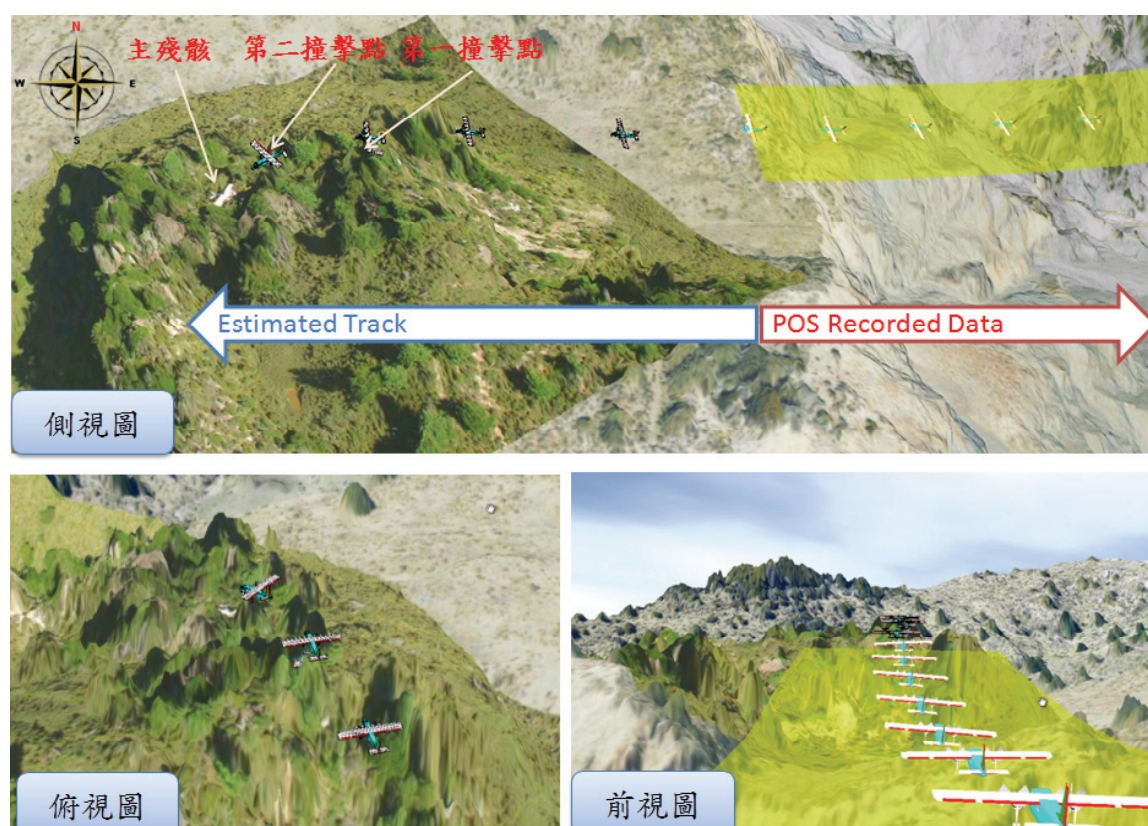 N
主殘骸 第二撞擊點 第一撞擊點
W E
S
Estimated Track
POS Recorded Data
側視圖
俯視圖
前視圖